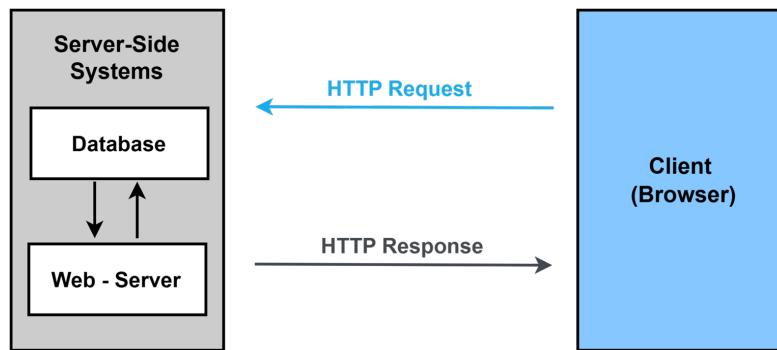 Server-Side
Systems
Database
Web - Server
HTTP Request
HTTP Response
Client
(Browser)